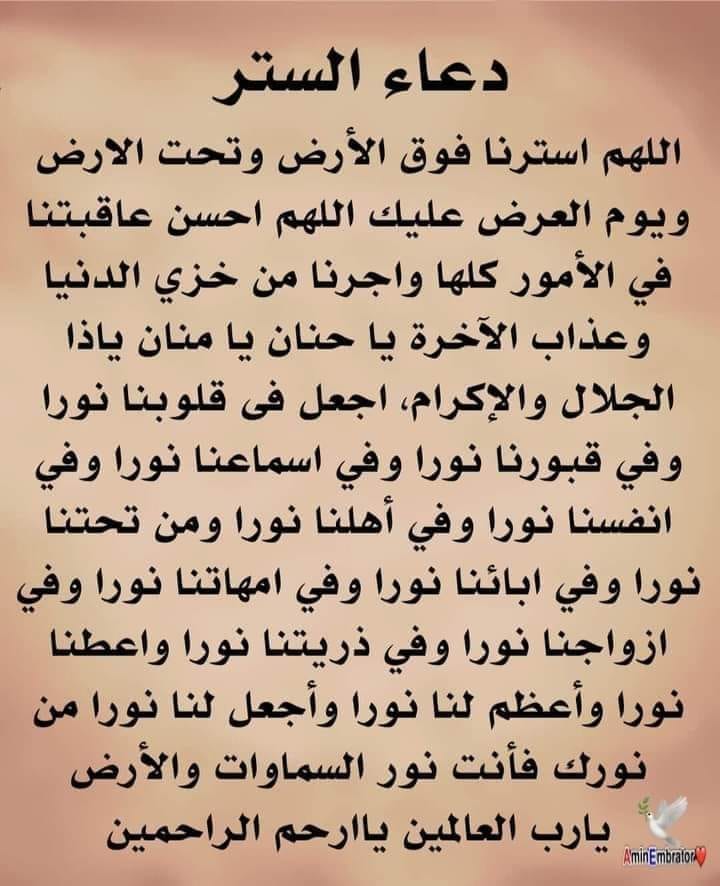 دعاء الستر
اللهم استرنا فوق الأرض وتحت الارض
ويوم العرض عليك اللهم احسن عاقبتنا
في الأمور كلها واجرنا من خزي الدنيا
وعذاب الآخرة يا حنان يا منان ياذا
الجلال والإكرام، اجعل فى قلوبنا نورا
وفي قبورنا نورا وفي اسماعنا نورا وفي
انفسنا نورا وفي أهلنا نورا ومن تحتنا
نورا وفي ابائنا نورا وفي امهاتنا نورا وفي
ازواجنا نورا وفي ذريتنا نورا واعطنا
نورا وأعظم لنا نورا وأجعل لنا نورا من
نورك فأنت نور السماوات والأرض
يارب العالمين ياارحم الراحمين
AminEmbrator